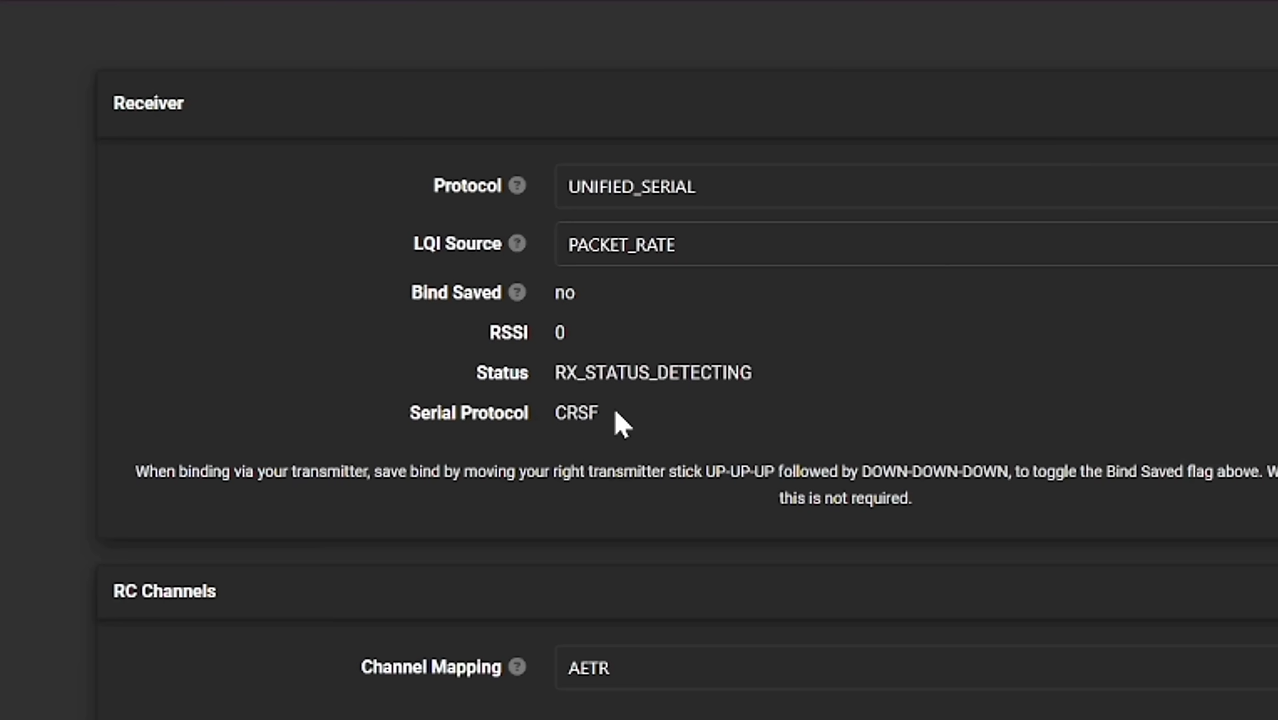 Receiver
Protocol ? UNIFIED_SERIAL
LQI Source ? PACKET_RATE
Bind Saved ? no
RSSI 0
Status RX_STATUS_DETECTING
Serial Protocol CRSF
When binding via your transmitter, save bind by moving your right transmitter stick UP-UP-UP followed by DOWN-DOWN-DOWN, to toggle the Bind Saved flag above.
this is not required.
RC Channels
Channel Mapping ? AETR